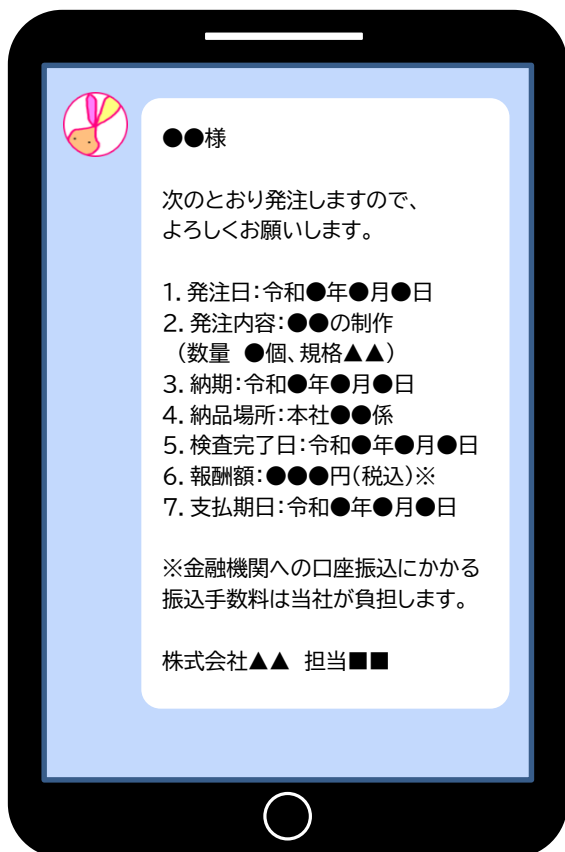 ●●様
次のとおり発注しますので、
よろしくお願いします。
1．発注日：令和●年●月●日
2．発注内容：●●の制作
（数量　●個、規格▲▲）
3．納期：令和●年●月●日
4．納品場所：本社●●係
5．検査完了日：令和●年●月●日
6．報酬額：●●●円（税込）※
7．支払期日：令和●年●月●日
※金融機関への口座振込にかかる
振込手数料は当社が負担します。
株式会社▲▲　担当■■